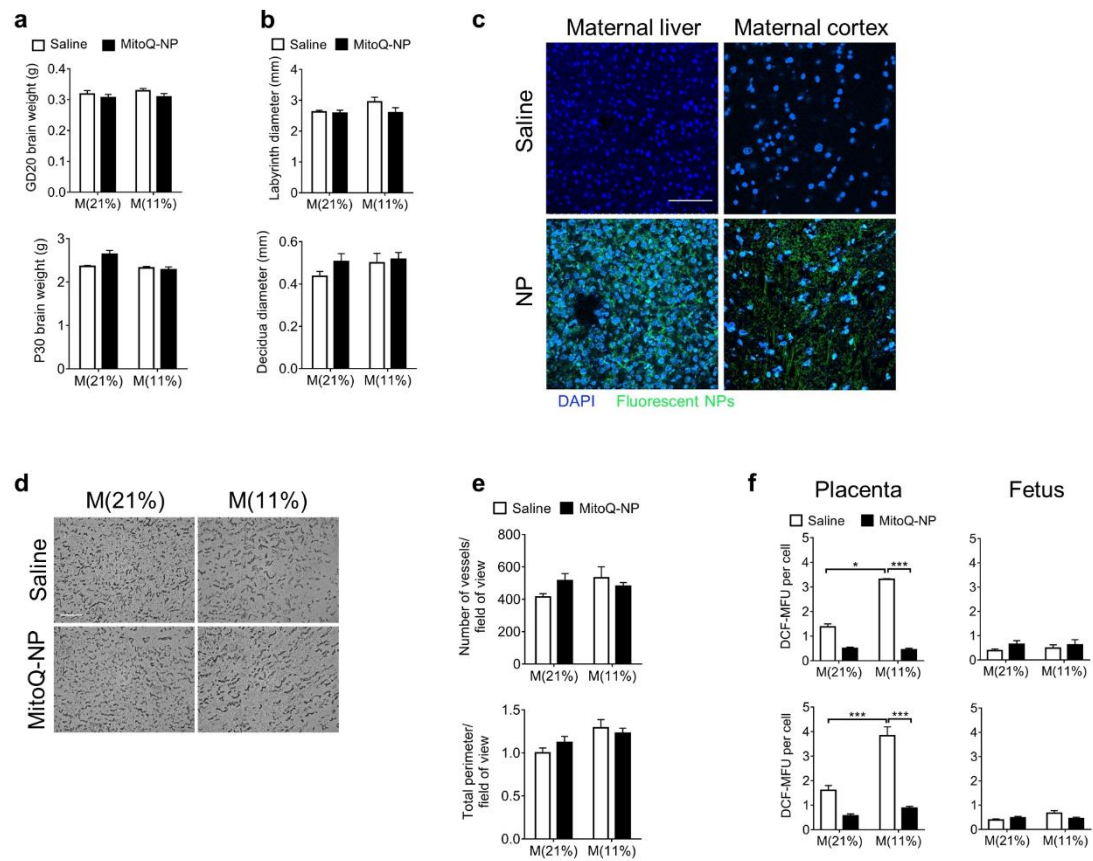 a
Saline MitoQ-NP
GD20 brain weight (g)
0.4
0.3
0.2
0.1
0.0
M(21%) M(11%)
P30 brain weight (g)
3
2
1
0
M(21%) M(11%)
b
Saline MitoQ-NP
Labyrinth diameter (mm)
4
3
2
1
0
M(21%) M(11%)
Decidua diameter (mm)
0.6
0.4
0.2
0.0
M(21%) M(11%)
c
Maternal liver Maternal cortex
Saline
NP
DAPI Fluorescent NPs
d
M(21%) M(11%)
Saline
MitoQ-NP
e
Saline MitoQ-NP
Number of vessels/
field of view
800
600
400
200
0
M(21%) M(11%)
Total perimeter/
field of view
1.5
1.0
0.5
0.0
M(21%) M(11%)
f
Placenta Fetus
Saline MitoQ-NP
DCF-MFU per cell
5
4
3
2
1
0
* ***
M(21%) M(11%)
5
4
3
2
1
0
M(21%) M(11%)
DCF-MFU per cell
5
4
3
2
1
0
*** ***
M(21%) M(11%)
5
4
3
2
1
0
M(21%) M(11%)